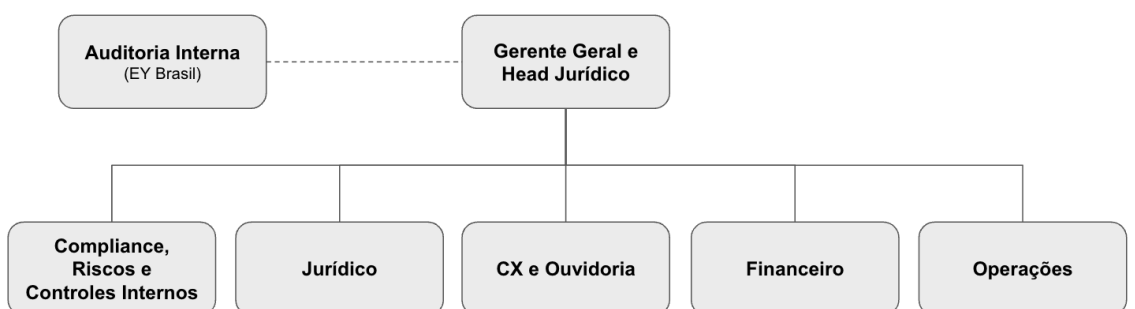 Auditoria Interna
(EY Brasil)
Gerente Geral e
Head Jurídico
Compliance,
Riscos e
Controles Internos
Jurídico
CX e Ouvidoria
Financeiro
Operações